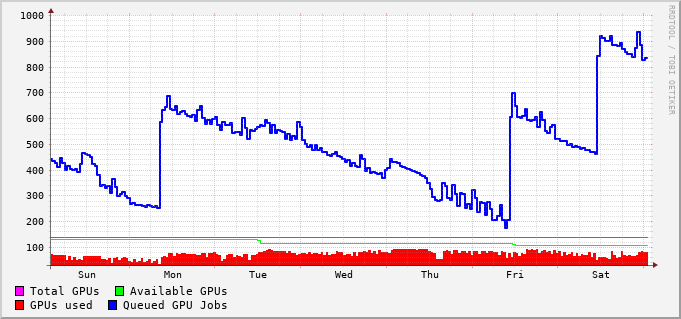 1000
900
800
700
600
500
400
300
200
100
Sun Mon Tue Wed Thu Fri Sat
Total GPUs Available GPUs
GPUs used Queued GPU Jobs
RRDTOOL / TOBI OETIKER